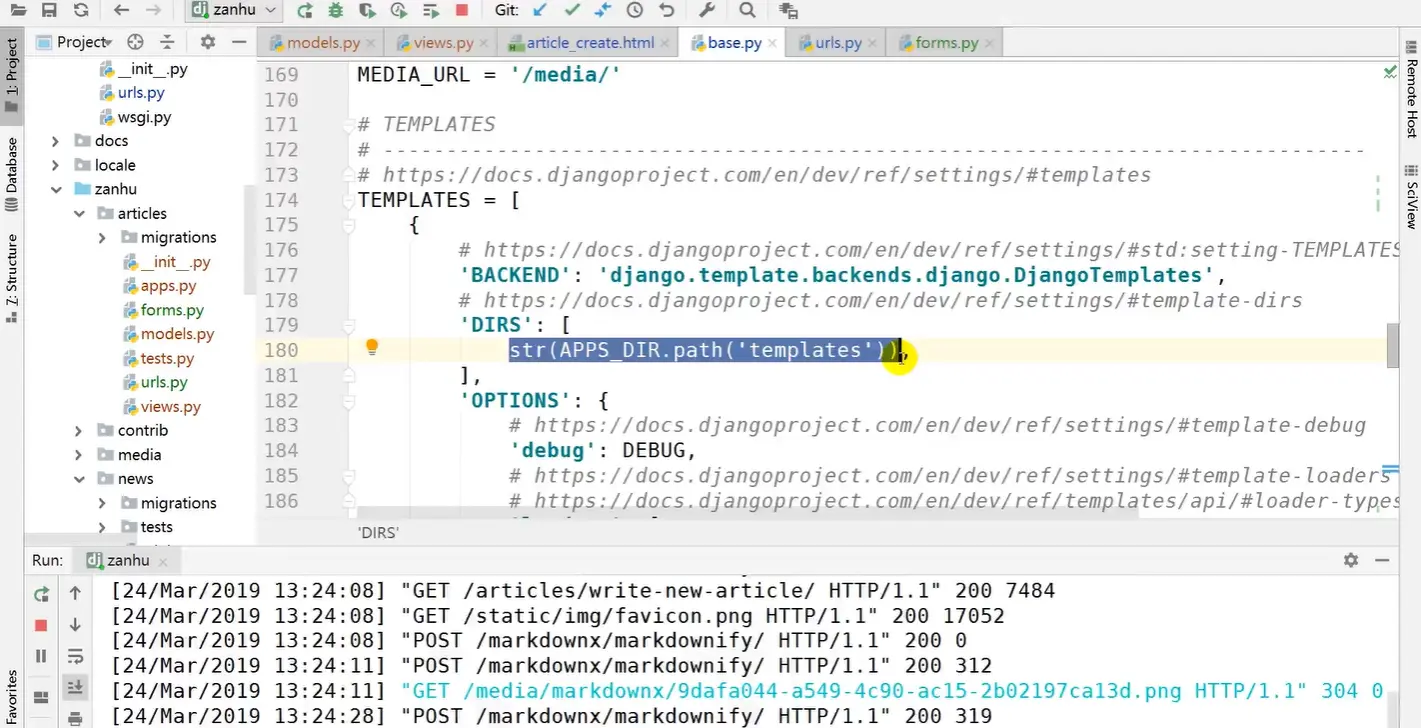 zanhu
Git:
1: Project
Database
Z: Structure
Favorites
Project
models.py
views.py
article_create.html
base.py
urls.py
forms.py
Remote Host
SciView
__init__.py
urls.py
wsgi.py
docs
locale
zanhu
articles
migrations
__init__.py
apps.py
forms.py
models.py
tests.py
urls.py
views.py
contrib
media
news
migrations
tests
169 MEDIA_URL = '/media/'
170
171 # TEMPLATES
172 # ------------------------------------------------------------------------------
173 # https://docs.djangoproject.com/en/dev/ref/settings/#templates
174 TEMPLATES = [
175 {
176 # https://docs.djangoproject.com/en/dev/ref/settings/#std:setting-TEMPLATES
177 'BACKEND': 'django.template.backends.django.DjangoTemplates',
178 # https://docs.djangoproject.com/en/dev/ref/settings/#template-dirs
179 'DIRS': [
180 str(APPS_DIR.path('templates')),
181 ],
182 'OPTIONS': {
183 # https://docs.djangoproject.com/en/dev/ref/settings/#template-debug
184 'debug': DEBUG,
185 # https://docs.djangoproject.com/en/dev/ref/settings/#template-loaders
186 # https://docs.djangoproject.com/en/dev/ref/templates/api/#loader-types
'DIRS'
Run: zanhu
[24/Mar/2019 13:24:08] "GET /articles/write-new-article/ HTTP/1.1" 200 7484
[24/Mar/2019 13:24:08] "GET /static/img/favicon.png HTTP/1.1" 200 17052
[24/Mar/2019 13:24:08] "POST /markdownx/markdownify/ HTTP/1.1" 200 0
[24/Mar/2019 13:24:11] "POST /markdownx/markdownify/ HTTP/1.1" 200 312
[24/Mar/2019 13:24:11] "GET /media/markdownx/9dafa044-a549-4c90-ac15-2b02197ca13d.png HTTP/1.1" 304 0
[24/Mar/2019 13:24:28] "POST /markdownx/markdownify/ HTTP/1.1" 200 319